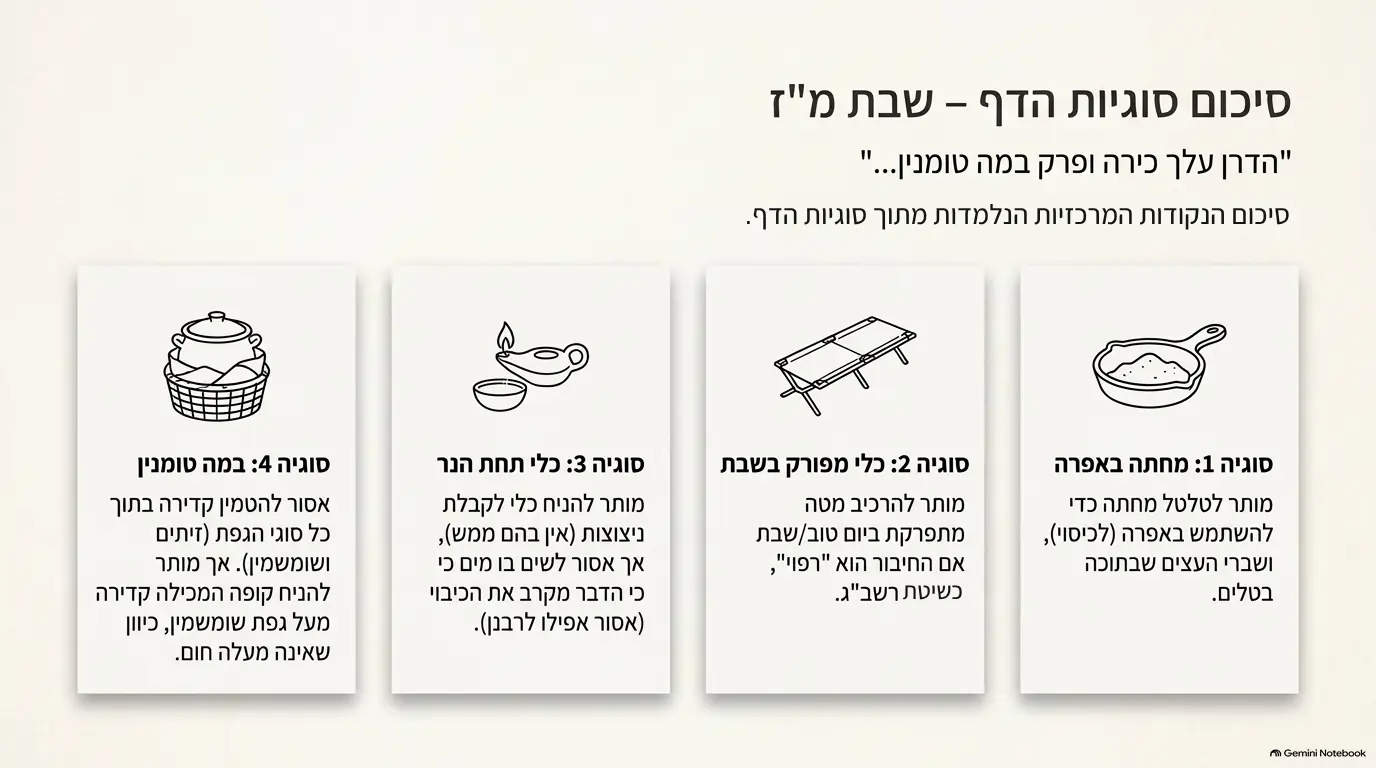 סיכום סוגיות הדף – שבת מ"ז
"הדרן עלך כירה ופרק במה טומנין..."
סיכום הנקודות המרכזיות הנלמדות מתוך סוגיות הדף.
סוגיה 1: מחתה באפרה
מותר לטלטל מחתה כדי
להשתמש באפרה (לכיסוי),
ושברי העצים שבתוכה
בטלים.
סוגיה 2: כלי מפורק בשבת
מותר להרכיב מטה
מתפרקת ביום טוב/שבת
אם החיבור הוא "רפוי",
כשיטת רשב"ג.
סוגיה 3: כלי תחת הנר
מותר להניח כלי לקבלת
ניצוצות (אין בהם ממש),
אך אסור לשים בו מים כי
כי הדבר מקרב את הכיבוי
(אסור אפילו לרבנן).
סוגיה 4: במה טומנין
אסור להטמין קדירה בתוך
כל סוגי הגפת (זיתים
ושומשמין). אך מותר
להניח קופה המכילה קדירה
מעל גפת שומשמין, כיוון
שאינה מעלה חום.
Gemini Notebook